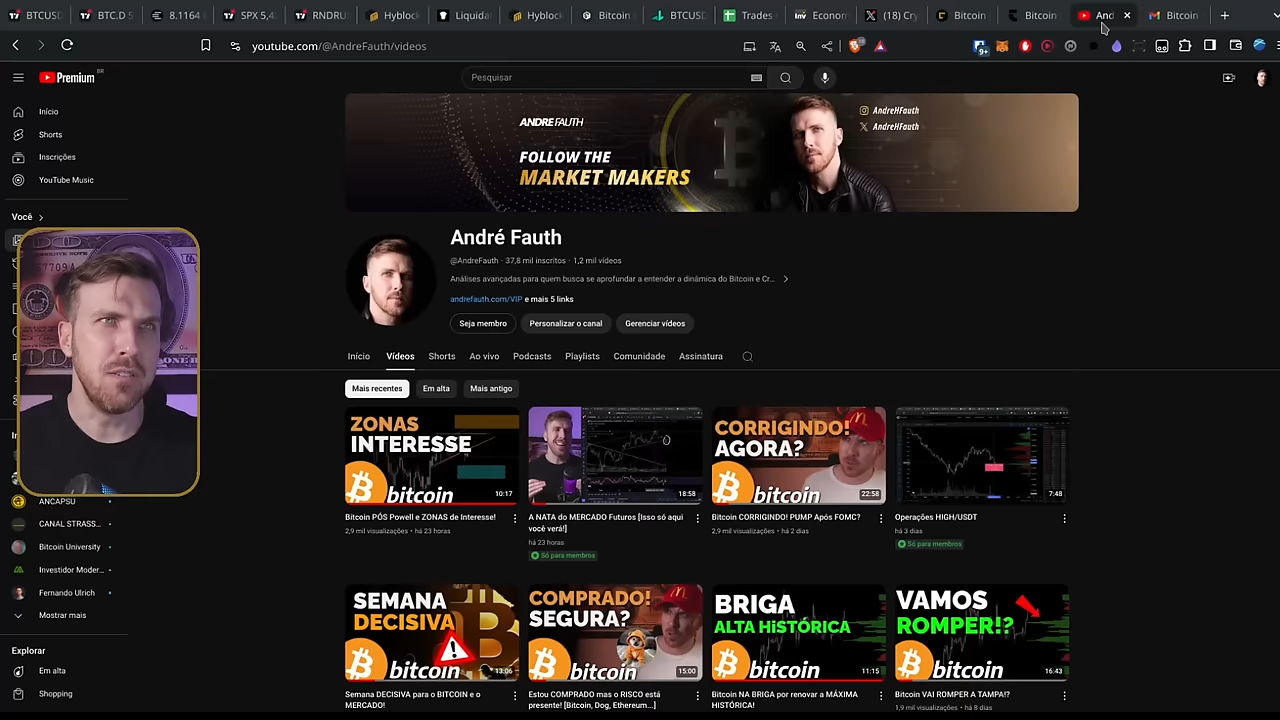 BTCUSD
BTC.D 5
8.1164
SPX 5,4
RNDRU
Hyblock
Liquidat
Hyblock
Bitcoin
BTCUSD
Trades
Econom
(18) Cry
Bitcoin
Bitcoin
And
Bitcoin
youtube.com/@AndreFauth/videos
9+
Premium BR
Pesquisar
Início
Shorts
Inscrições
YouTube Music
Você
ANCAPSU
CANAL STRASS...
Bitcoin University
Investidor Moder...
Fernando Ulrich
Mostrar mais
Explorar
Em alta
Shopping
ANDRE FAUTH
FOLLOW THE
MARKET MAKERS
AndreHFauth
AndreHFauth
André Fauth
@AndreFauth · 37,8 mil inscritos · 1,2 mil vídeos
Análises avançadas para quem busca se aprofundar a entender a dinâmica do Bitcoin e Cr...
andrefauth.com/VIP e mais 5 links
Seja membro
Personalizar o canal
Gerenciar vídeos
Início
Vídeos
Shorts
Ao vivo
Podcasts
Playlists
Comunidade
Assinatura
Mais recentes
Em alta
Mais antigo
ZONAS
INTERESSE
bitcoin
10:17
Bitcoin PÓS Powell e ZONAS de Interesse!
2,9 mil visualizações · há 23 horas
18:58
A NATA do MERCADO Futuros [Isso só aqui
você verá!]
há 23 horas
Só para membros
CORRIGINDO!
AGORA?
bitcoin
22:58
Bitcoin CORRIGINDO! PUMP Após FOMC?
2,9 mil visualizações · há 2 dias
7:48
Operações HIGH/USDT
há 3 dias
Só para membros
SEMANA
DECISIVA
bitcoin
13:06
Semana DECISIVA para o BITCOIN e o
MERCADO!
COMPRADO!
SEGURA?
bitcoin
15:00
Estou COMPRADO mas o RISCO está
presente! [Bitcoin, Dog, Ethereum...]
BRIGA
ALTA HiSTÓRICA
bitcoin
11:15
Bitcoin NA BRIGA por renovar a MÁXIMA
HISTÓRICA!
VAMOS
ROMPER!?
bitcoin
16:43
Bitcoin VAI ROMPER A TAMPA!?
1,9 mil visualizações · há 8 dias